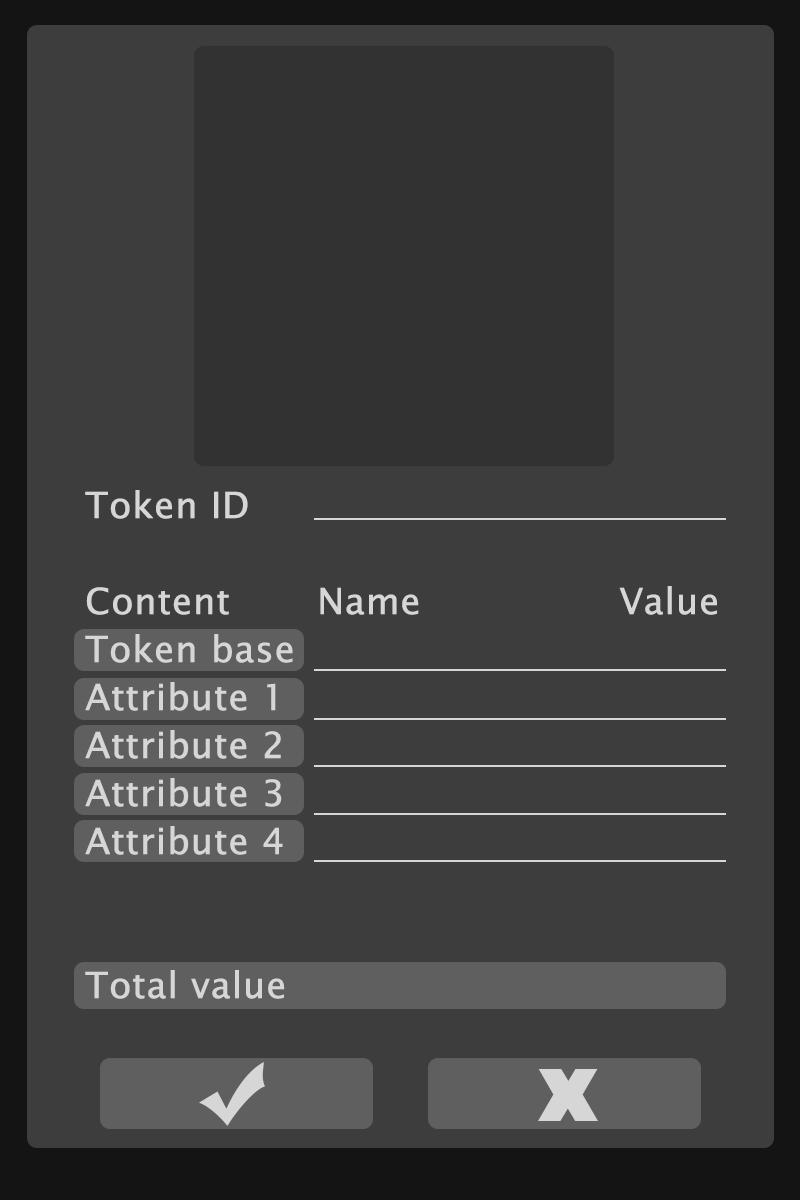 Token ID
Content Name Value
Token base
Attribute 1
Attribute 2
Attribute 3
Attribute 4
Total value